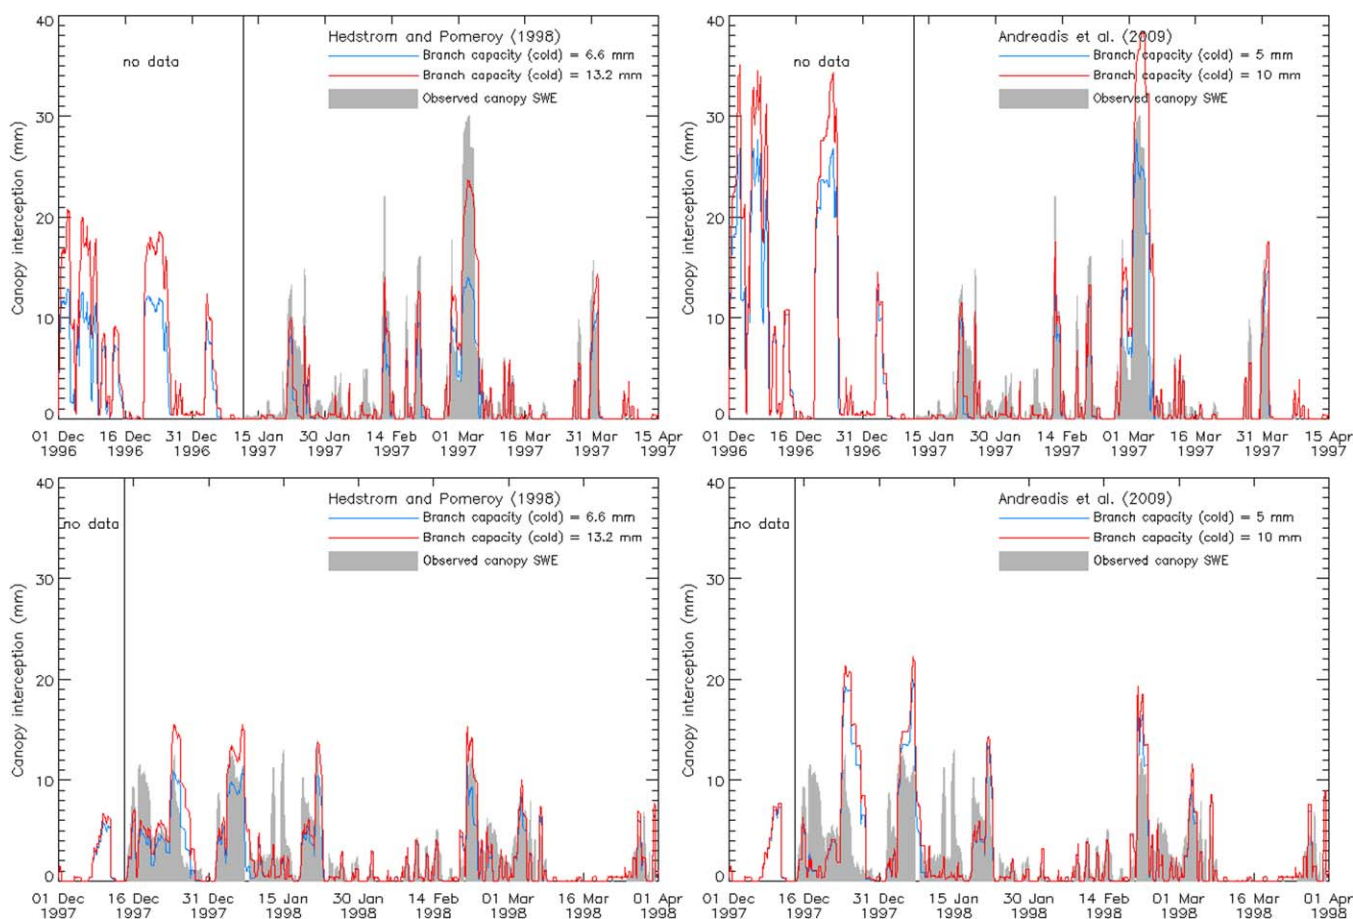 40
30
20
10
0
Canopy interception (mm)
no data
Hedstrom and Pomeroy (1998)
Branch capacity (cold) = 6.6 mm
Branch capacity (cold) = 13.2 mm
Observed canopy SWE
01 Dec 16 Dec 31 Dec 15 Jan 30 Jan 14 Feb 01 Mar 16 Mar 31 Mar 15 Apr
1996 1996 1996 1997 1997 1997 1997 1997 1997 1997
40
30
20
10
0
Canopy interception (mm)
no data
Andreadis et al. (2009)
Branch capacity (cold) = 5 mm
Branch capacity (cold) = 10 mm
Observed canopy SWE
01 Dec 16 Dec 31 Dec 15 Jan 30 Jan 14 Feb 01 Mar 16 Mar 31 Mar 15 Apr
1996 1996 1996 1997 1997 1997 1997 1997 1997 1997
40
30
20
10
0
Canopy interception (mm)
no data
Hedstrom and Pomeroy (1998)
Branch capacity (cold) = 6.6 mm
Branch capacity (cold) = 13.2 mm
Observed canopy SWE
01 Dec 16 Dec 31 Dec 15 Jan 30 Jan 14 Feb 01 Mar 16 Mar 01 Apr
1997 1997 1997 1998 1998 1998 1998 1998 1998
40
30
20
10
0
Canopy interception (mm)
no data
Andreadis et al. (2009)
Branch capacity (cold) = 5 mm
Branch capacity (cold) = 10 mm
Observed canopy SWE
01 Dec 16 Dec 31 Dec 15 Jan 30 Jan 14 Feb 01 Mar 16 Mar 01 Apr
1997 1997 1997 1998 1998 1998 1998 1998 1998